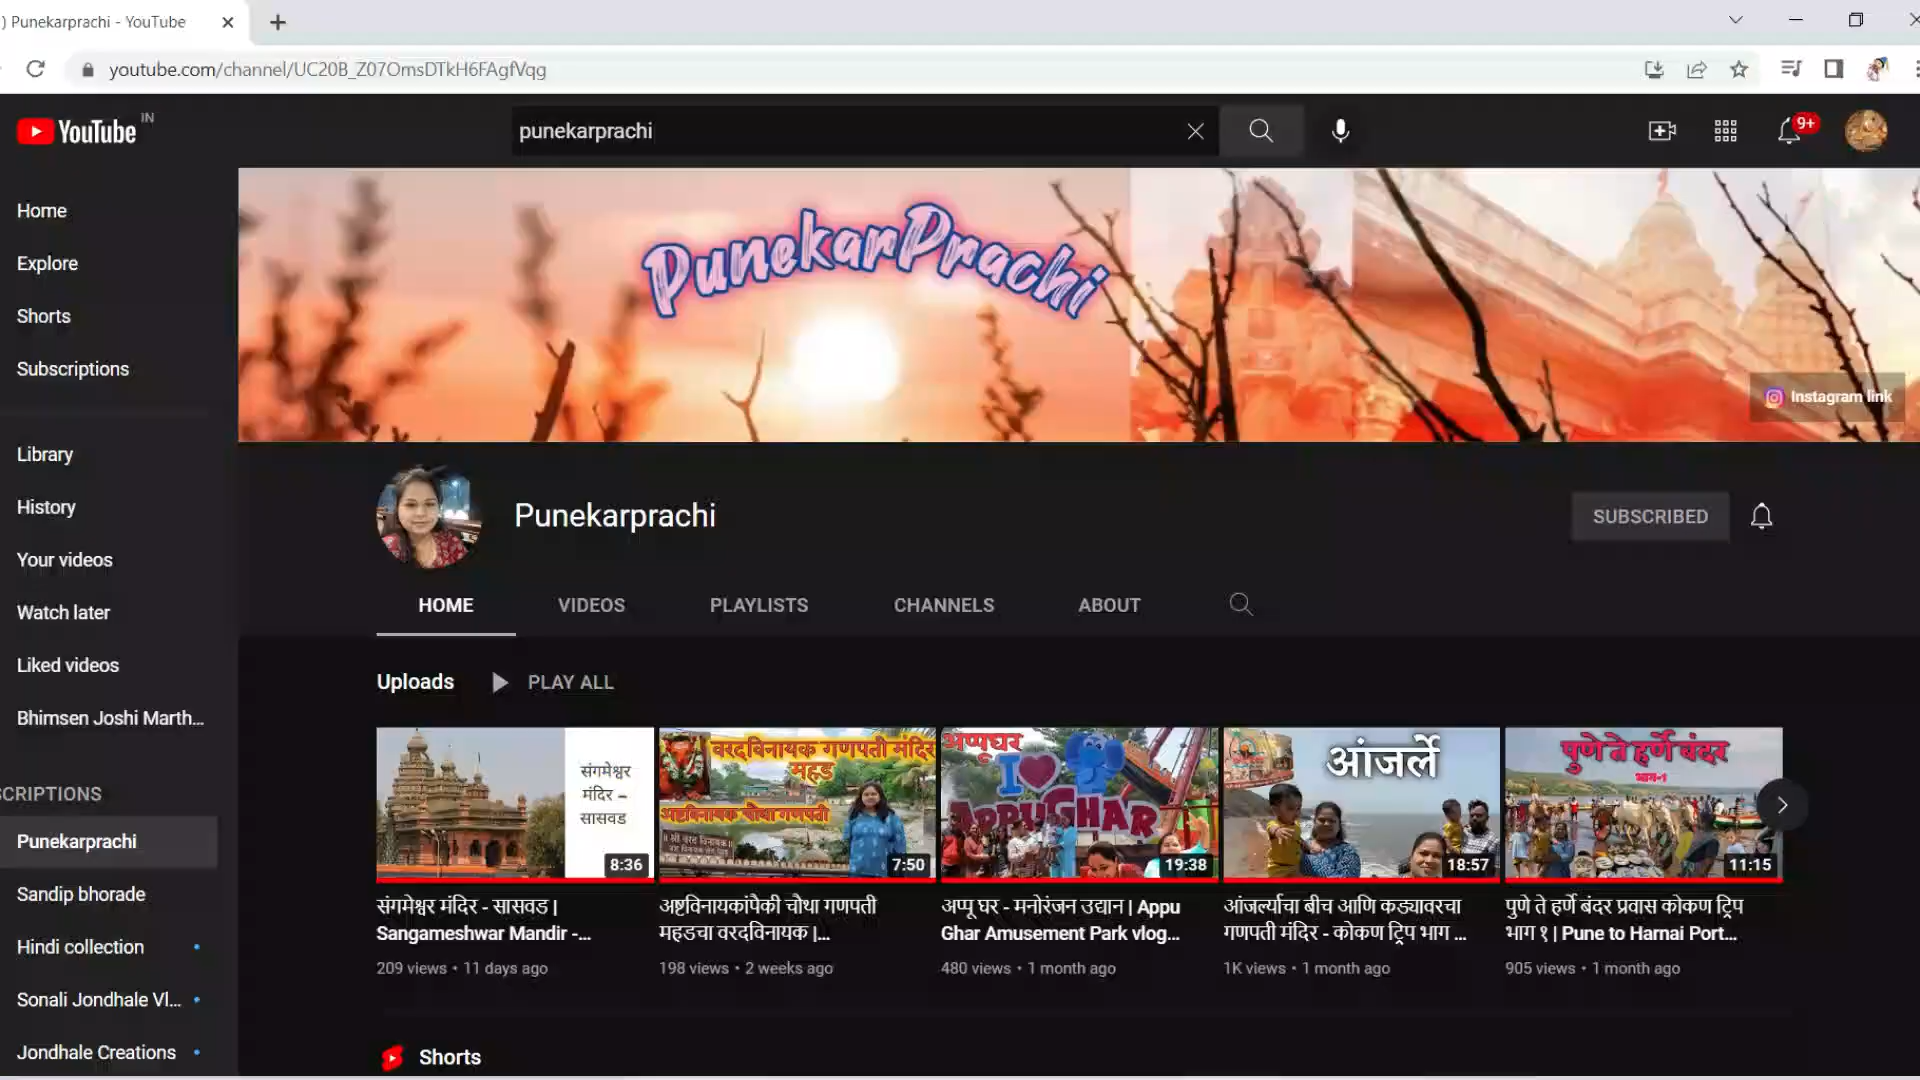 ) Punekarprachi - YouTube
youtube.com/channel/UC20B_Z07OmsDTkH6FAgfVqg
YouTube IN
punekarprachi
9+
Home
Explore
Shorts
Subscriptions
Library
History
Your videos
Watch later
Liked videos
Bhimsen Joshi Marth...
CRIPTIONS
Punekarprachi
Sandip bhorade
Hindi collection
Sonali Jondhale Vl...
Jondhale Creations
PunekarPrachi
Instagram link
Punekarprachi
SUBSCRIBED
HOME VIDEOS PLAYLISTS CHANNELS ABOUT
Uploads PLAY ALL
संगमेश्वर
मंदिर –
सासवड
8:36
संगमेश्वर मंदिर - सासवड |
Sangameshwar Mandir -...
209 views • 11 days ago
वरदविनायक गणपती मंदिर
महड
अष्टविनायक चौथा गणपती
7:50
अष्टविनायकांपैकी चौथा गणपती
महडचा वरदविनायक |...
198 views • 2 weeks ago
अप्पूघर
I
APPUGHAR
19:38
अप्पू घर - मनोरंजन उद्यान | Appu
Ghar Amusement Park vlog...
480 views • 1 month ago
आंजर्ले
18:57
आंजर्ल्याचा बीच आणि कड्यावरचा
गणपती मंदिर - कोकण ट्रिप भाग ...
1K views • 1 month ago
पुणे ते हर्णे बंदर
भाग-१
11:15
पुणे ते हर्णे बंदर प्रवास कोकण ट्रिप
भाग १ | Pune to Harnai Port...
905 views • 1 month ago
Shorts